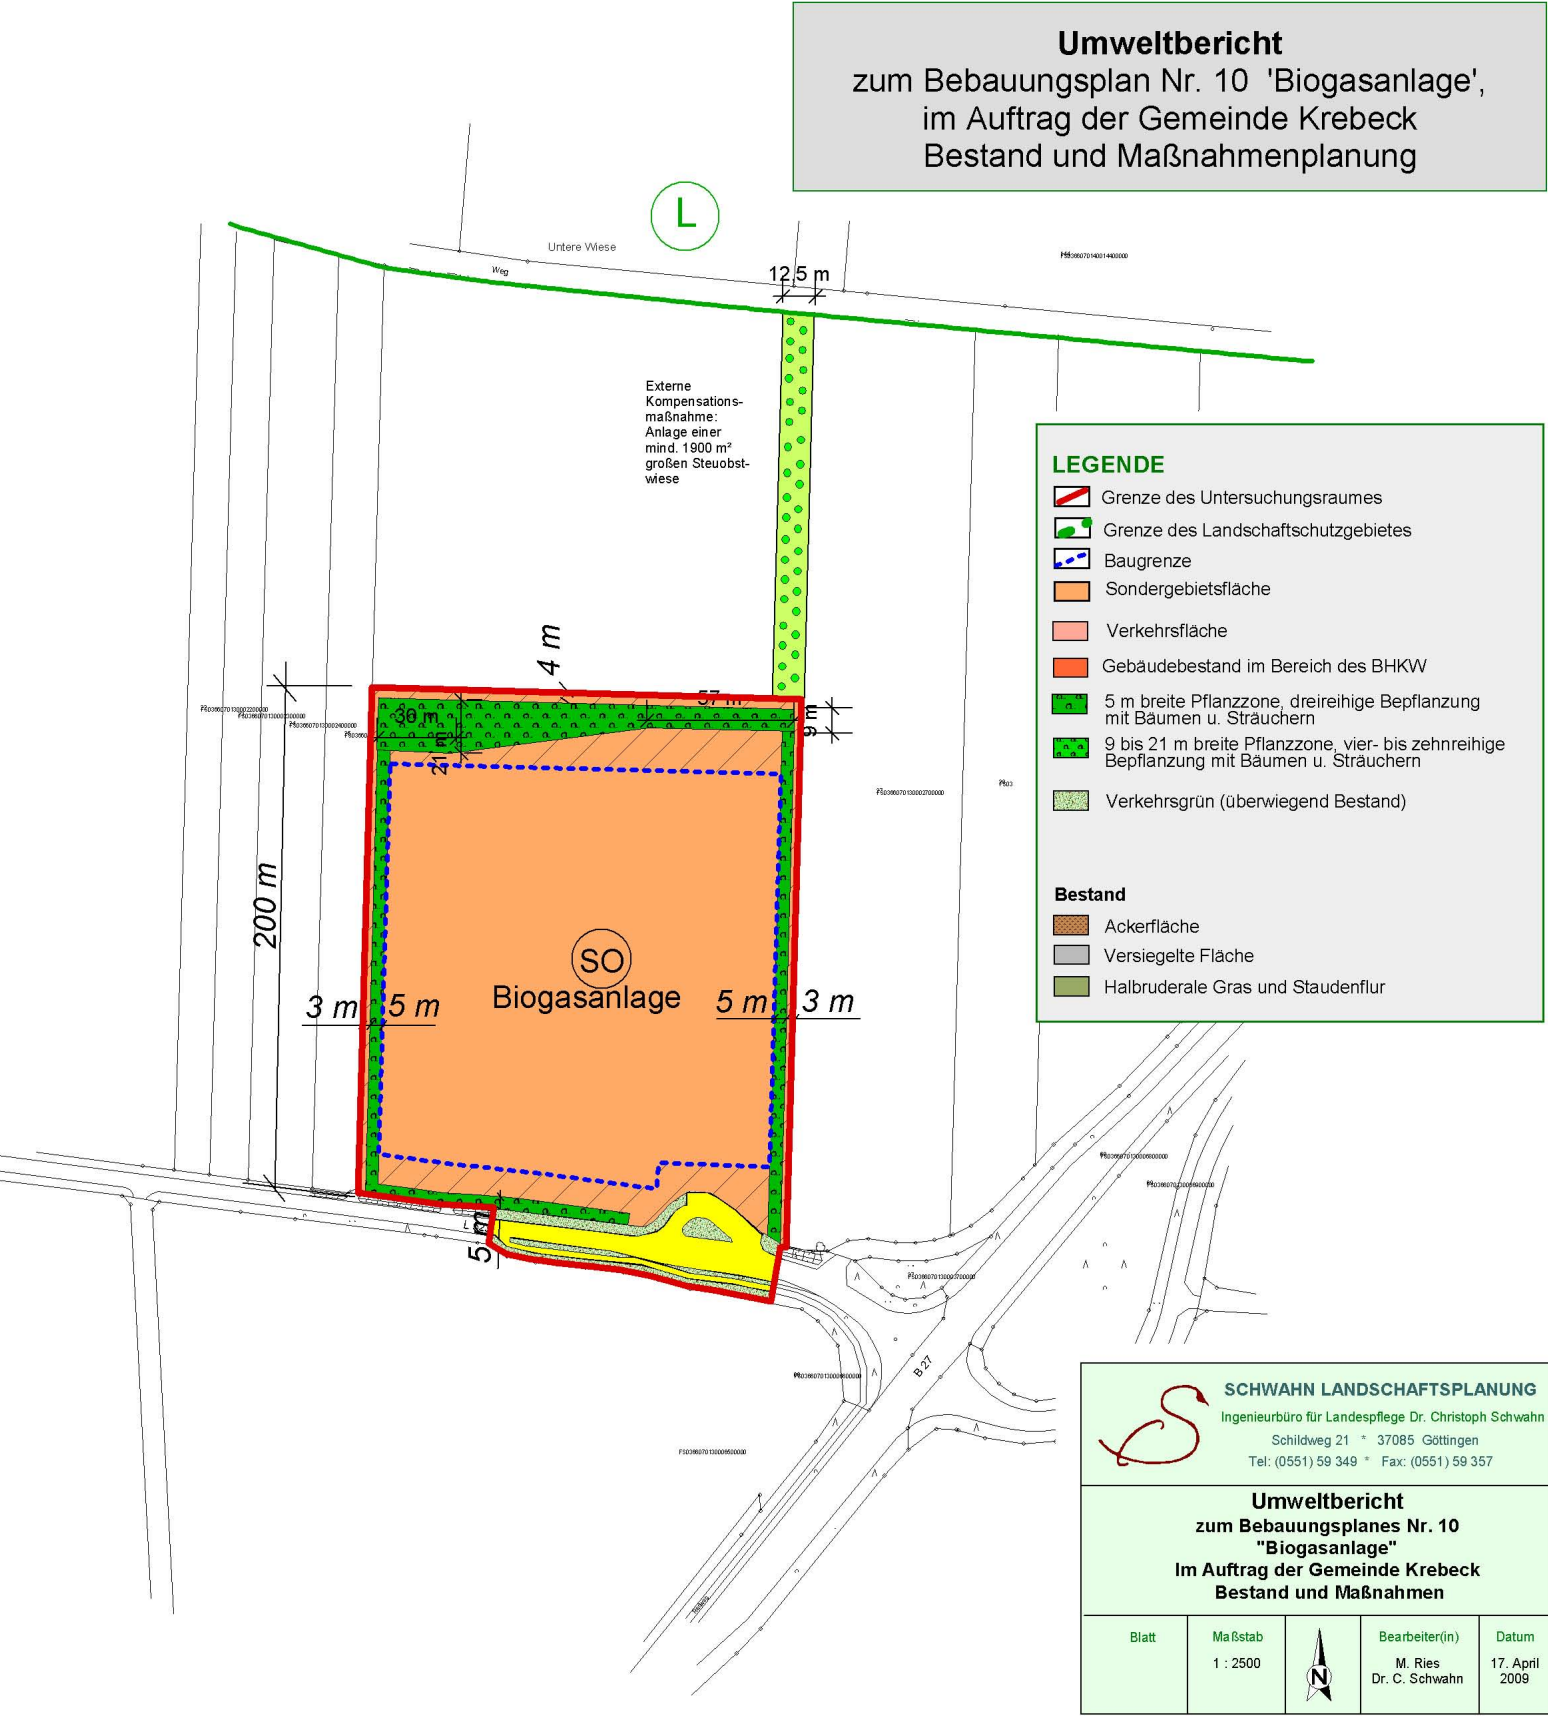 Umweltbericht
zum Bebauungsplan Nr. 10 'Biogasanlage',
im Auftrag der Gemeinde Krebeck
Bestand und Maßnahmenplanung
L
Untere Wiese
Weg
12,5 m
Externe
Kompensations-
maßnahme:
Anlage einer
mind. 1900 m²
großen Steuobst-
wiese
LEGENDE
Grenze des Untersuchungsraumes
Grenze des Landschaftschutzgebietes
Baugrenze
Sondergebietsfläche
Verkehrsfläche
Gebäudebestand im Bereich des BHKW
5 m breite Pflanzzone, dreireihige Bepflanzung
mit Bäumen u. Sträuchern
9 bis 21 m breite Pflanzzone, vier- bis zehnreihige
Bepflanzung mit Bäumen u. Sträuchern
Verkehrsgrün (überwiegend Bestand)
Bestand
Ackerfläche
Versiegelte Fläche
Halbruderale Gras und Staudenflur
4 m
57 m
36 m
21 m
9 m
200 m
SO
Biogasanlage
3 m
5 m
5 m
3 m
5 m
L
B 27
SCHWAHN LANDSCHAFTSPLANUNG
Ingenieurbüro für Landespflege Dr. Christoph Schwahn
Schildweg 21 * 37085 Göttingen
Tel: (0551) 59 349 * Fax: (0551) 59 357
Umweltbericht
zum Bebauungsplanes Nr. 10
"Biogasanlage"
Im Auftrag der Gemeinde Krebeck
Bestand und Maßnahmen
Blatt
Maßstab
1 : 2500
N
Bearbeiter(in)
M. Ries
Dr. C. Schwahn
Datum
17. April
2009